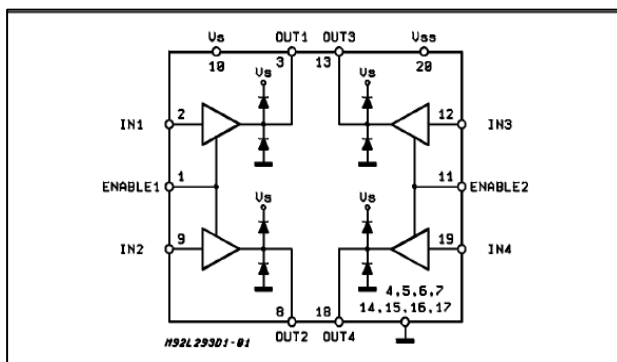 Vs OUT1 OUT3 Vss
10 3 13 20
Vs Vs
IN1 2 12 IN3
ENABLE1 1 11 ENABLE2
Vs Vs
IN2 9 19 IN4
4,5,6,7
8 18 14,15,16,17
M92L293D1-01 OUT2 OUT4